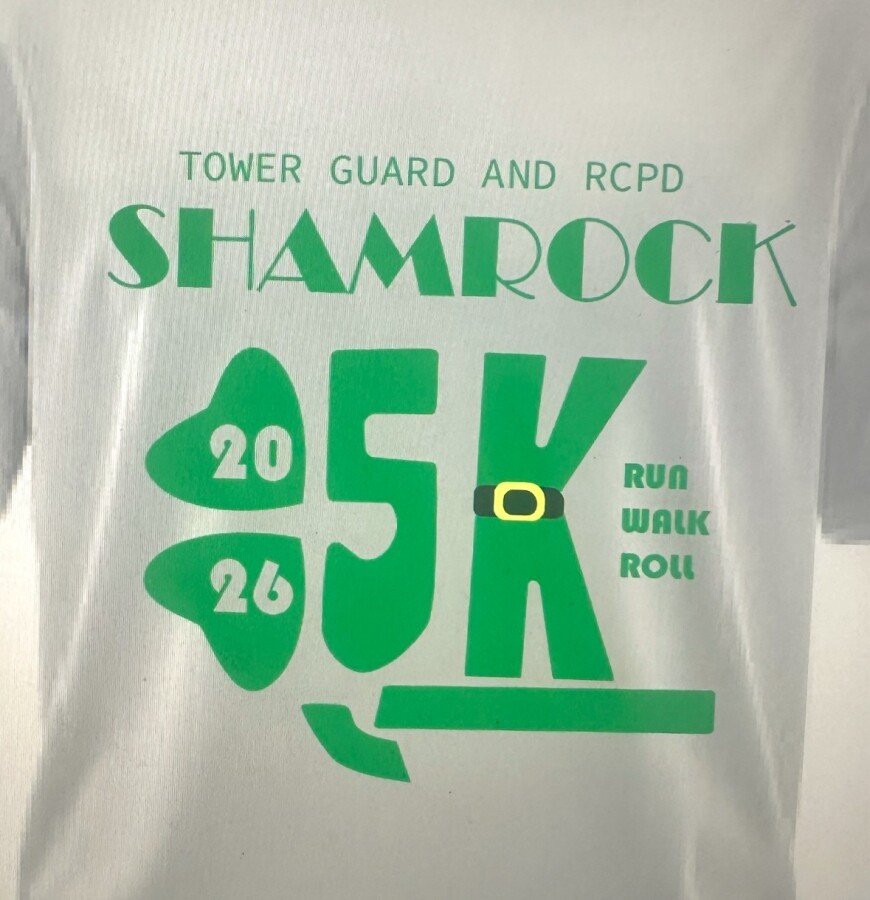 TOWER GUARD AND RCPD
SHAMROCK
20
26
5K
RUN
WALK
ROLL